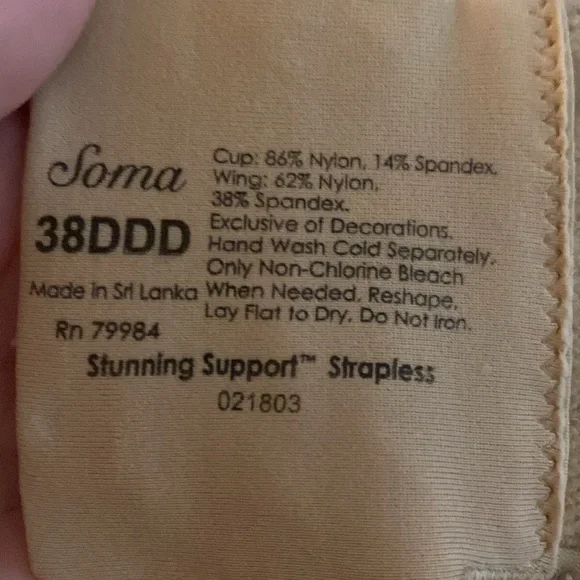 Soma
38DDD
Made in Sri Lanka
Rn 79984
Cup: 86% Nylon, 14% Spandex.
Wing: 62% Nylon,
38% Spandex.
Exclusive of Decorations.
Hand Wash Cold Separately.
Only Non-Chlorine Bleach
When Needed, Reshape,
Lay Flat to Dry. Do Not Iron.
Stunning Support™ Strapless
021803